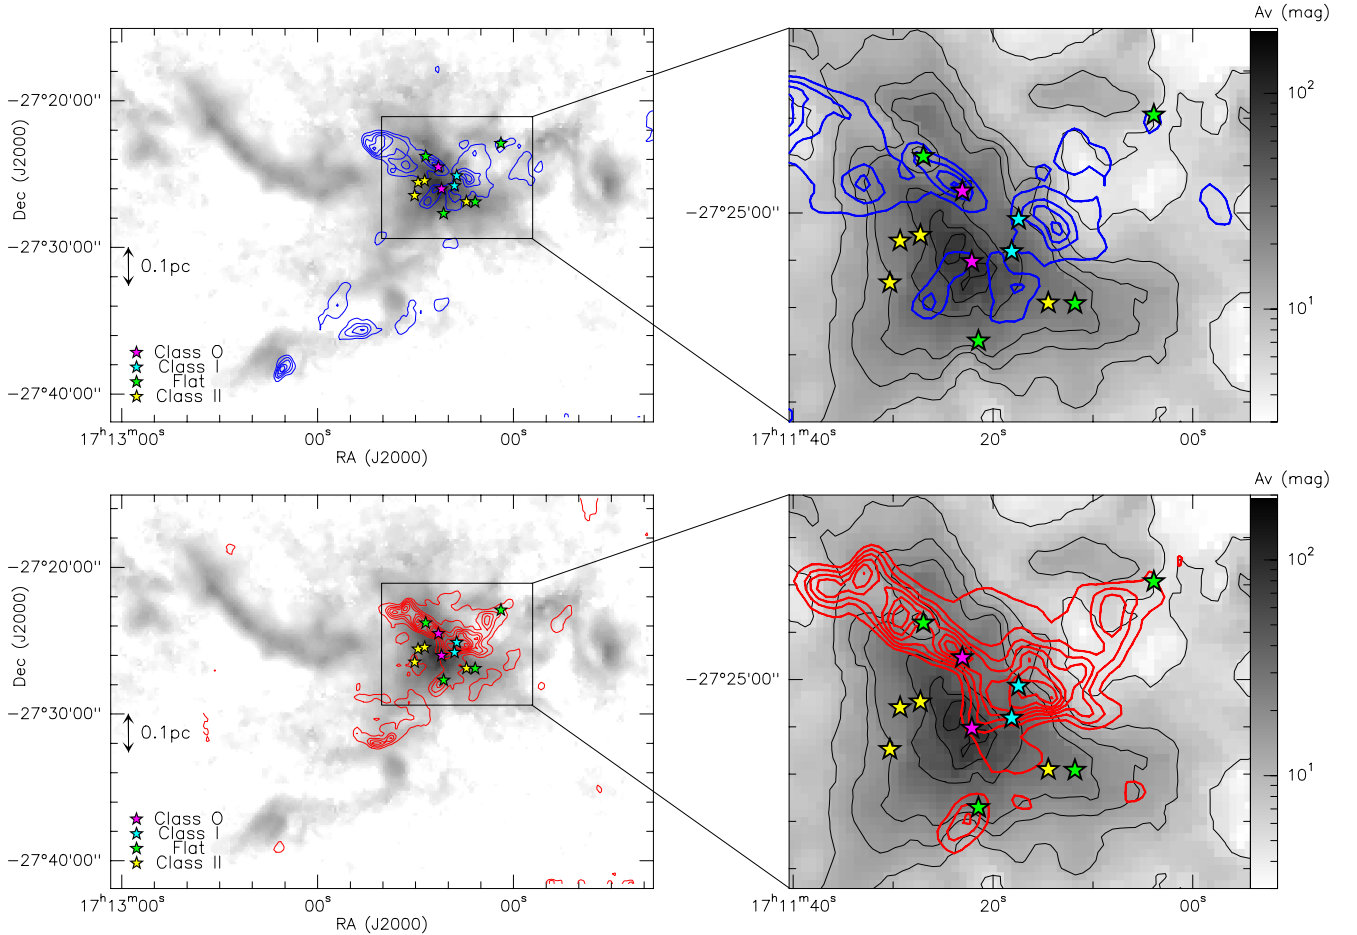 Av (mag)
−27°20'00''
10²
Dec (J2000)
−27°25'00''
−27°30'00''
0.1pc
10¹
Class 0
Class I
Flat
Class II
−27°40'00''
17ʰ13ᵐ00ˢ
00ˢ
00ˢ
17ʰ11ᵐ40ˢ
20ˢ
00ˢ
RA (J2000)
Av (mag)
−27°20'00''
10²
Dec (J2000)
−27°25'00''
−27°30'00''
0.1pc
10¹
Class 0
Class I
Flat
Class II
−27°40'00''
17ʰ13ᵐ00ˢ
00ˢ
00ˢ
17ʰ11ᵐ40ˢ
20ˢ
00ˢ
RA (J2000)